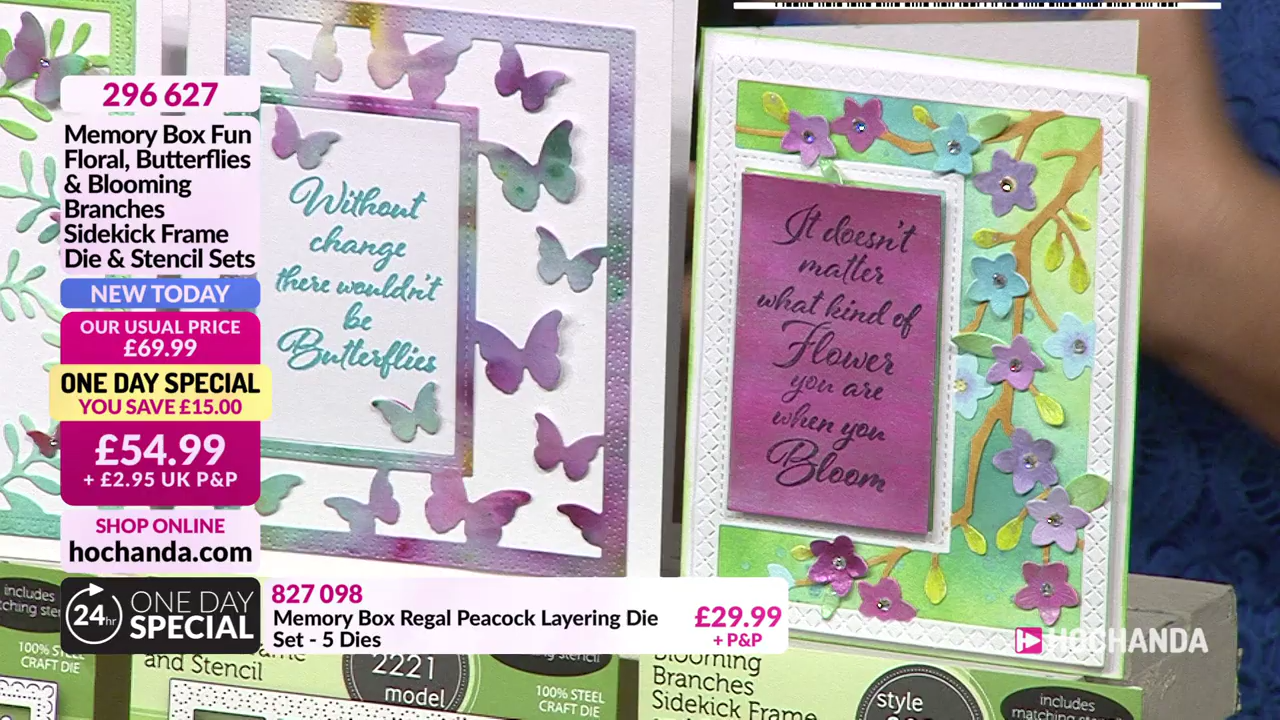 296 627
Memory Box Fun
Floral, Butterflies
& Blooming
Branches
Sidekick Frame
Die & Stencil Sets
NEW TODAY
OUR USUAL PRICE
£69.99
ONE DAY SPECIAL
YOU SAVE £15.00
£54.99
+ £2.95 UK P&P
SHOP ONLINE
hochanda.com
24hr
ONE DAY
SPECIAL
827 098
Memory Box Regal Peacock Layering Die
Set - 5 Dies
£29.99
+ P&P
Without
change
there wouldn't
be
Butterflies
It doesn't
matter
what kind of
Flower
you are
when you
Bloom
HOCHANDA
includes
100% STEEL
CRAFT DIE
and Stencil
2221
model
100% STEEL
CRAFT DIE
Blooming
Branches
Sidekick Frame
style
includes